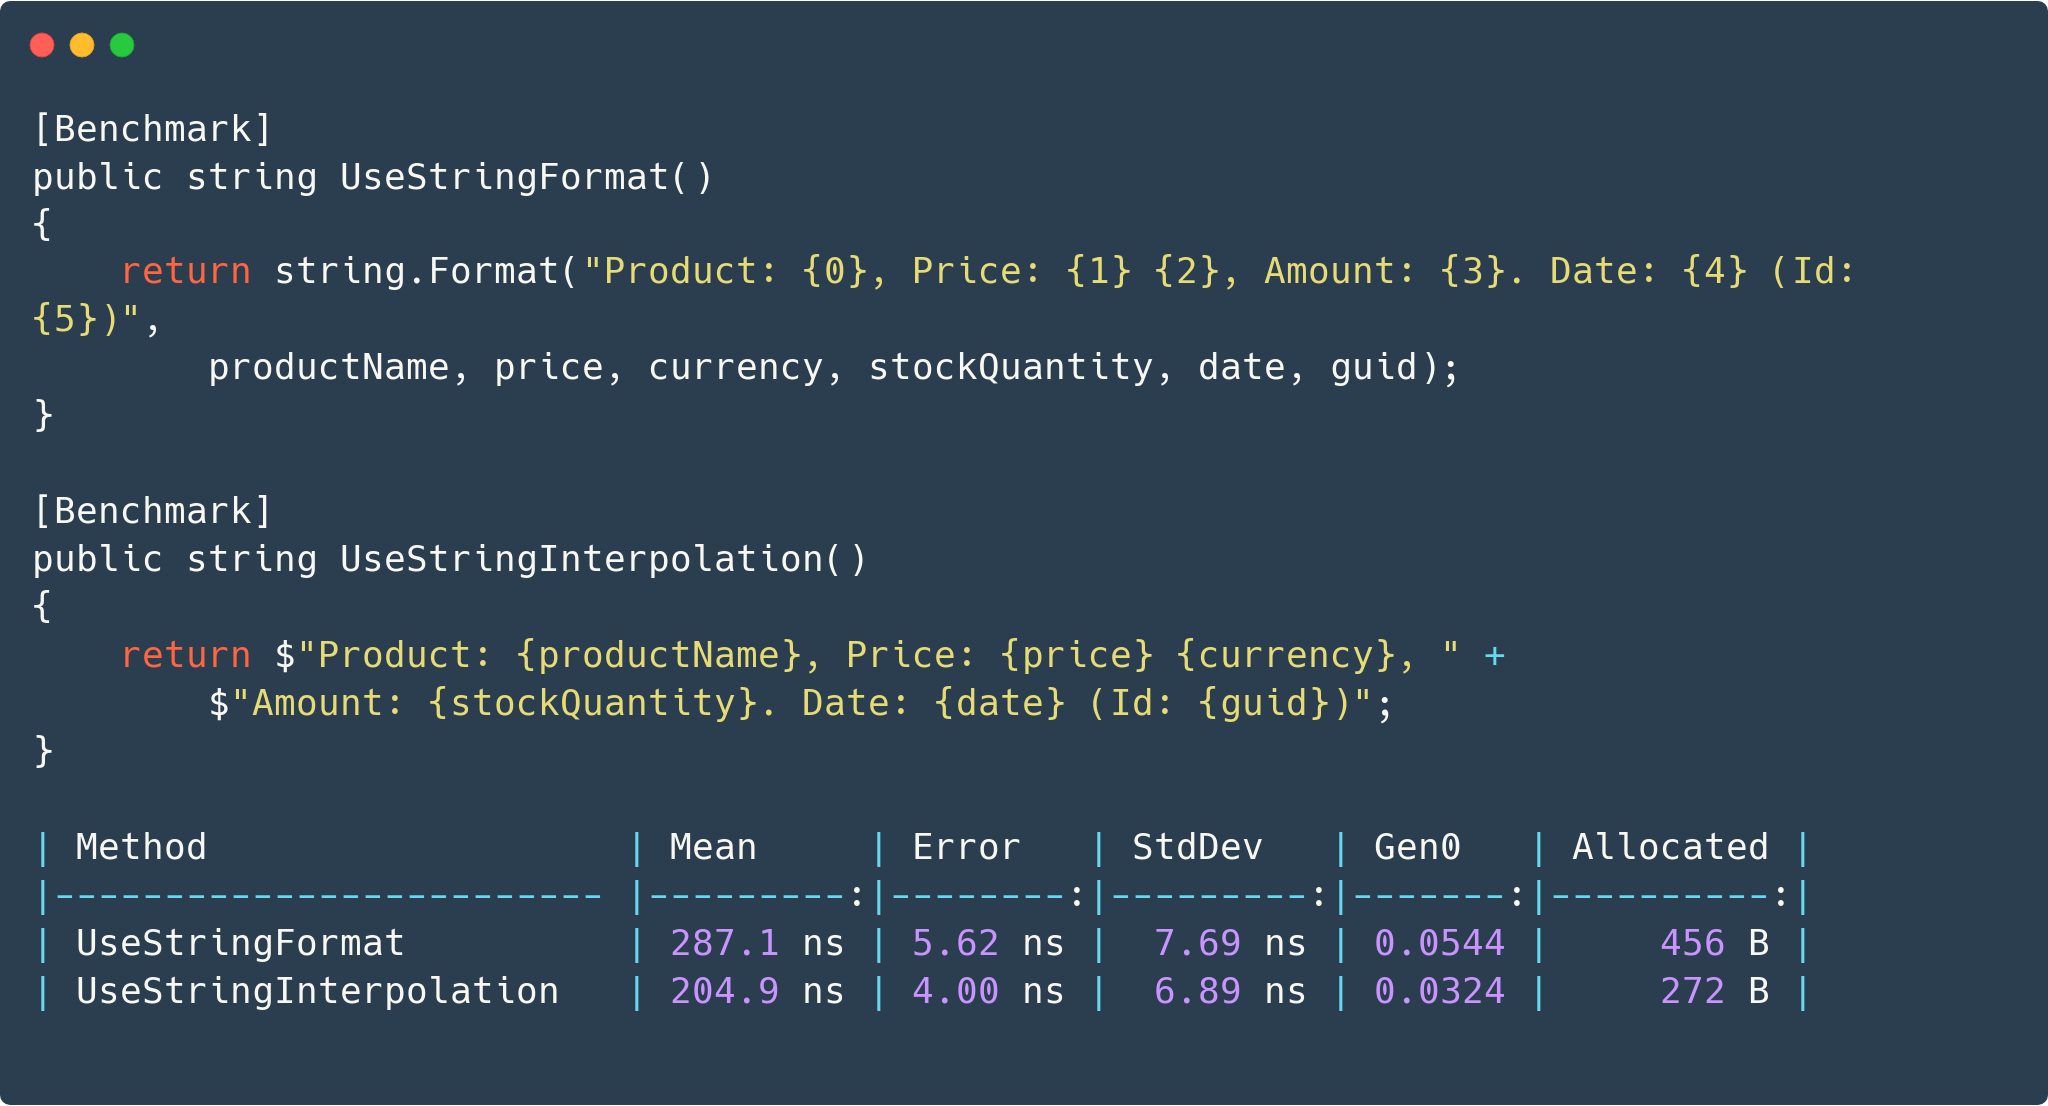 [Benchmark]
public string UseStringFormat()
{
    return string.Format("Product: {0}, Price: {1} {2}, Amount: {3}. Date: {4} (Id:
{5})",
        productName, price, currency, stockQuantity, date, guid);
}

[Benchmark]
public string UseStringInterpolation()
{
    return $"Product: {productName}, Price: {price} {currency}, " +
        $"Amount: {stockQuantity}. Date: {date} (Id: {guid})";
}

| Method                   | Mean     | Error   | StdDev   | Gen0   | Allocated |
|------------------------- |---------:|--------:|---------:|-------:|----------:|
| UseStringFormat          | 287.1 ns | 5.62 ns |  7.69 ns | 0.0544 |     456 B |
| UseStringInterpolation   | 204.9 ns | 4.00 ns |  6.89 ns | 0.0324 |     272 B |